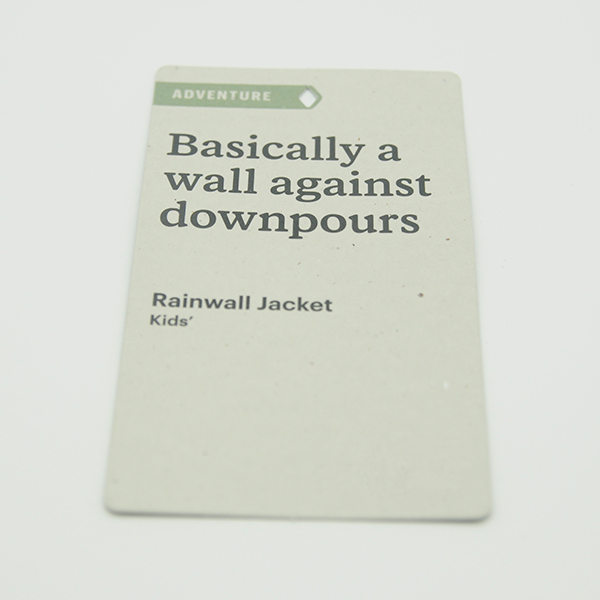 ADVENTURE
Basically a
wall against
downpours
Rainwall Jacket
Kids'